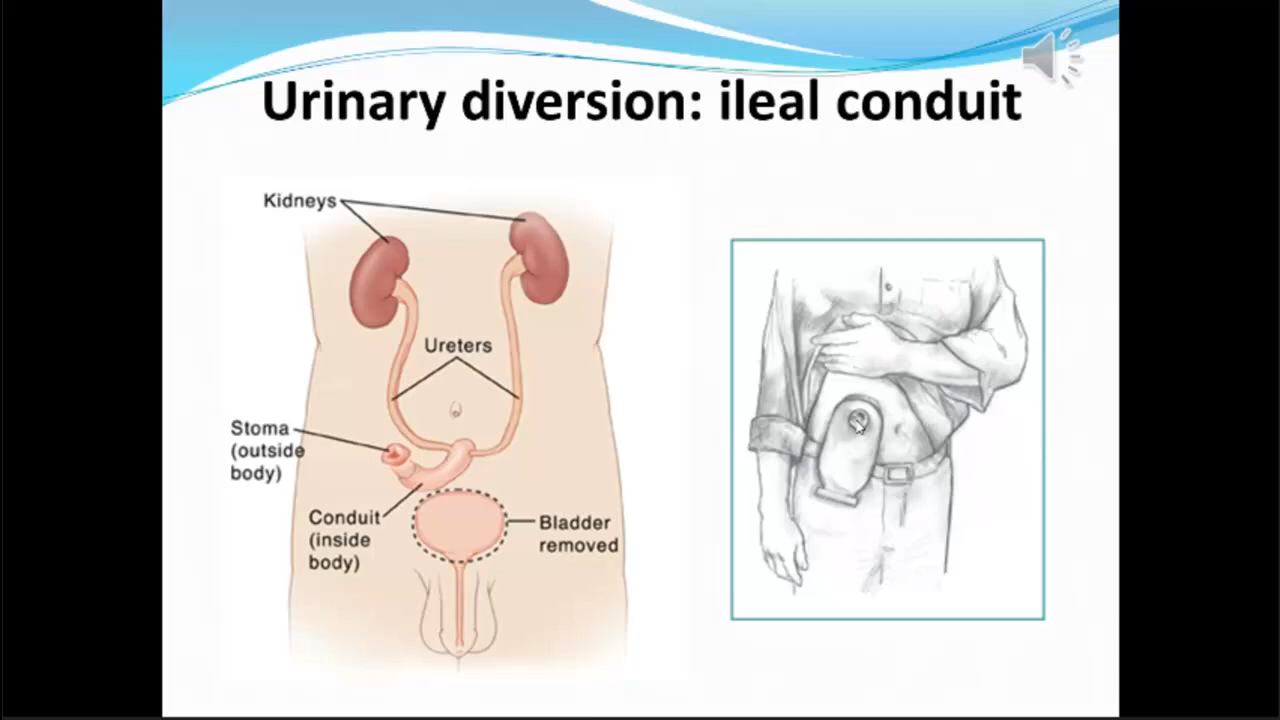 Urinary diversion: ileal conduit
Kidneys
Ureters
Stoma
(outside
body)
Conduit
(inside
body)
Bladder
removed